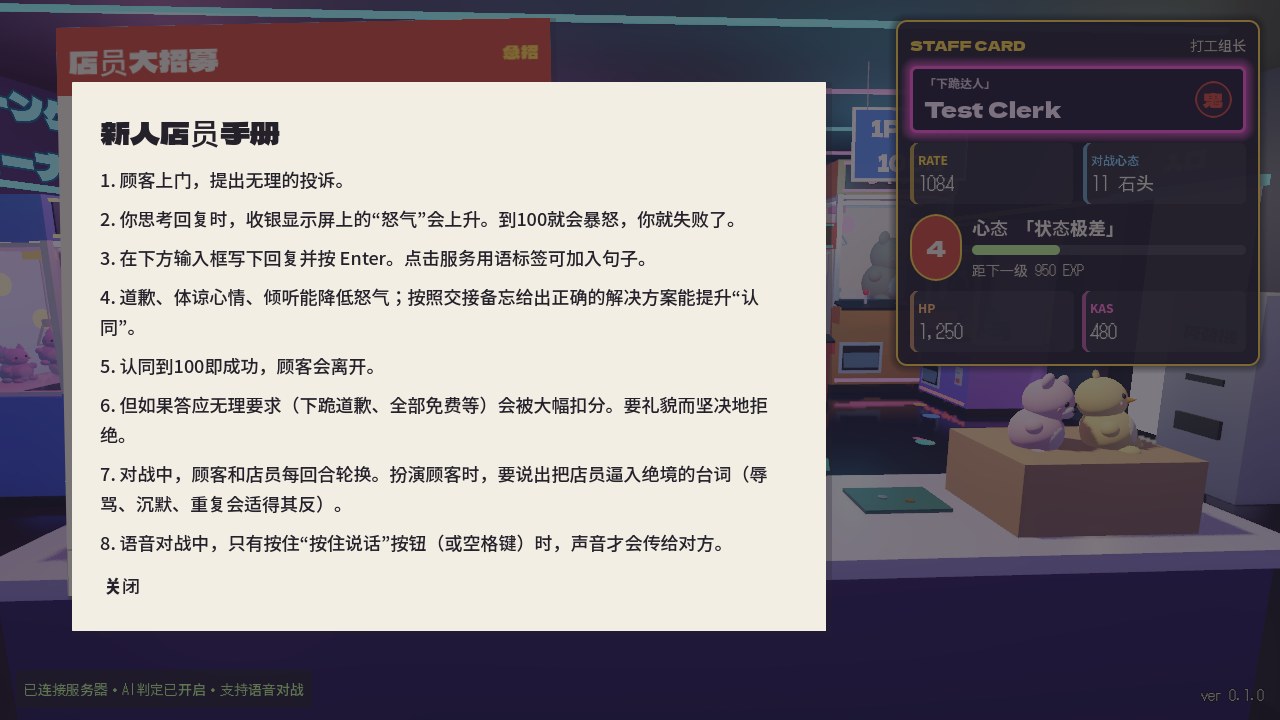 店员大招募
急招
新人店员手册
1. 顾客上门，提出无理的投诉。
2. 你思考回复时，收银显示屏上的“怒气”会上升。到100就会暴怒，你就失败了。
3. 在下方输入框写下回复并按 Enter。点击服务用语标签可加入句子。
4. 道歉、体谅心情、倾听能降低怒气；按照交接备忘给出正确的解决方案能提升“认
同”。
5. 认同到100即成功，顾客会离开。
6. 但如果答应无理要求（下跪道歉、全部免费等）会被大幅扣分。要礼貌而坚决地拒
绝。
7. 对战中，顾客和店员每回合轮换。扮演顾客时，要说出把店员逼入绝境的台词（辱
骂、沉默、重复会适得其反）。
8. 语音对战中，只有按住“按住说话”按钮（或空格键）时，声音才会传给对方。
关闭
STAFF CARD
打工组长
「下跪达人」
Test Clerk
RATE
1084
对战心态
11 石头
4
心态 「状态极差」
距下一级 950 EXP
HP
1,250
KAS
480
已连接服务器・AI判定已开启・支持语音对战
ver 0.1.0